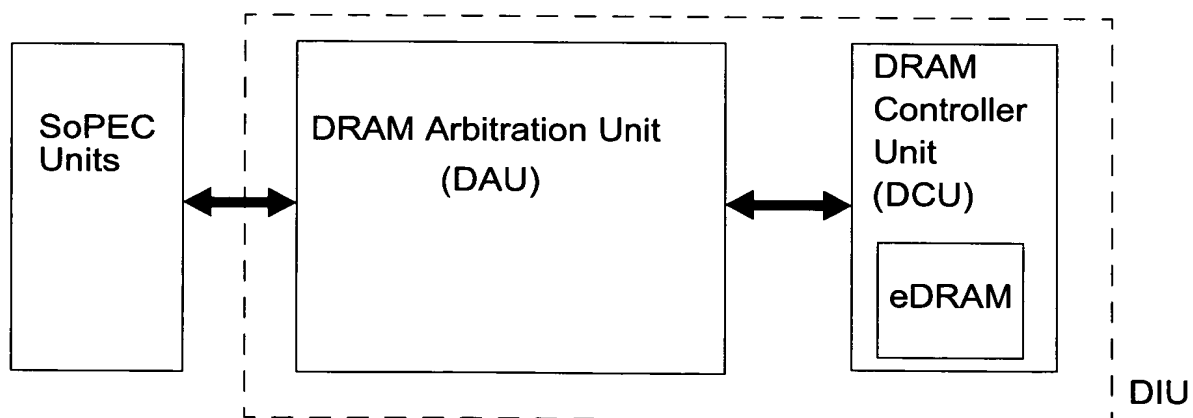 SoPEC
Units
DRAM Arbitration Unit
(DAU)
DRAM
Controller
Unit
(DCU)
eDRAM
DIU